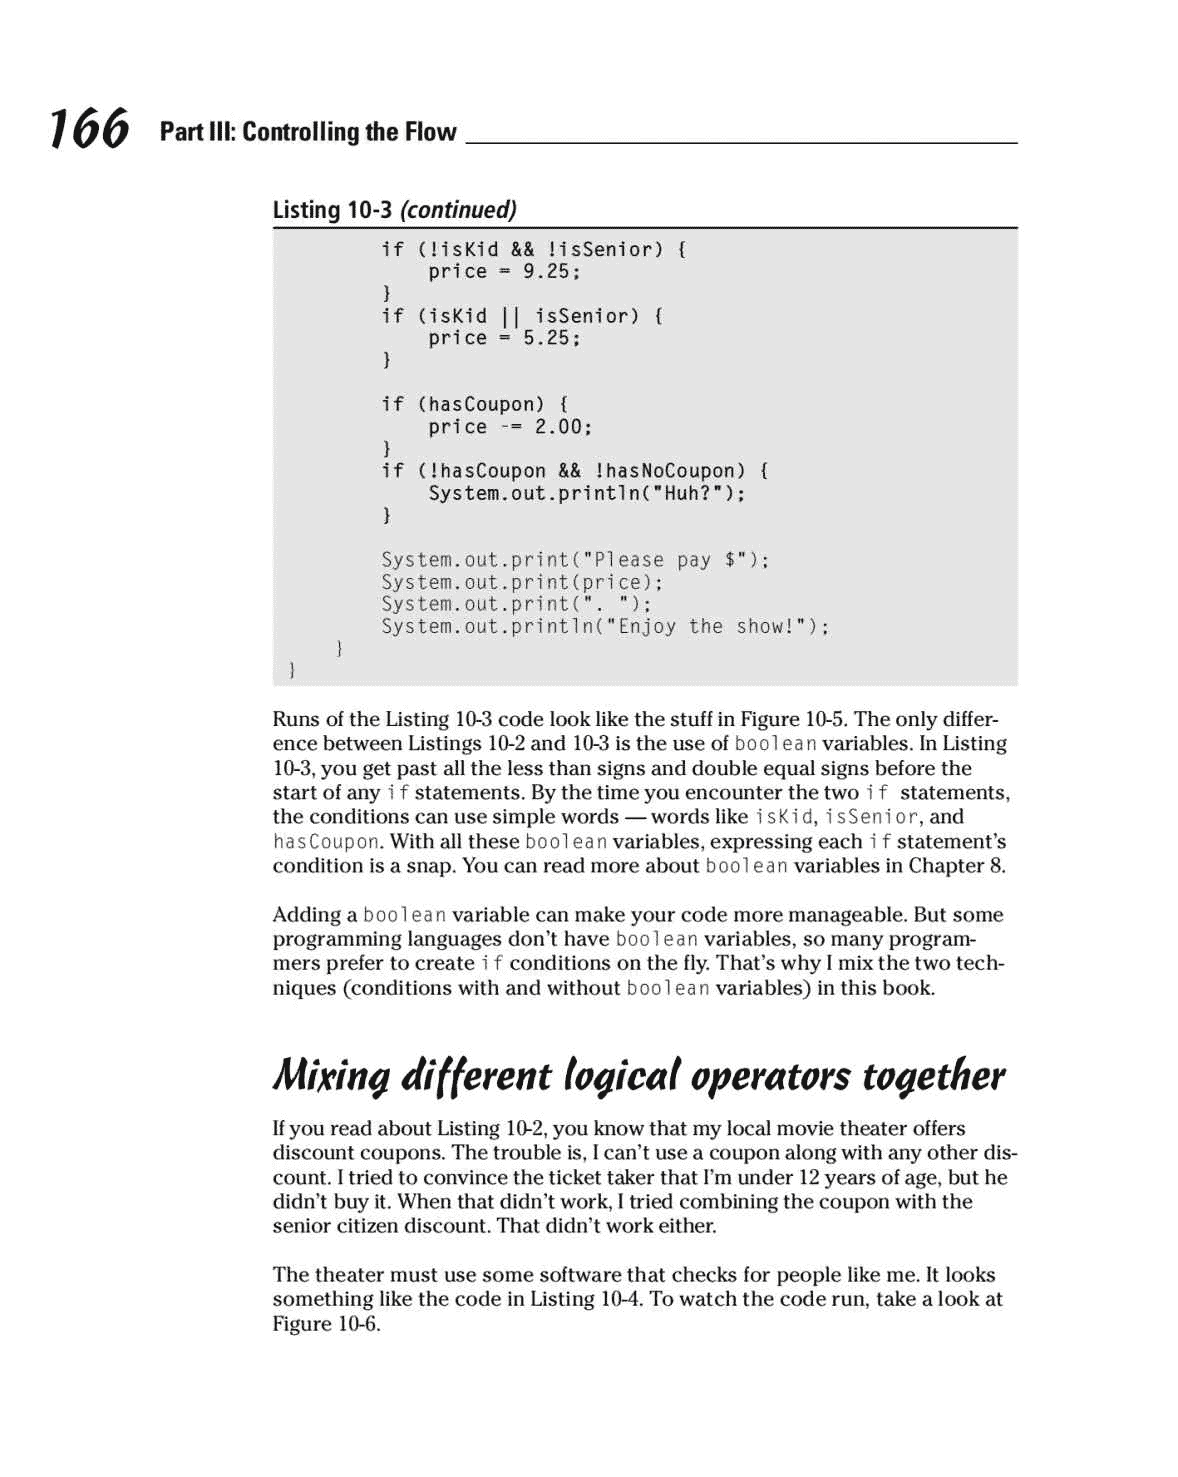 166 Part III: Controlling the Flow
Listing 10-3 (continued)
if (!isKid && !isSenior) {
price = 9.25;
}
if (isKid || isSenior) {
price = 5.25;
}
if (hasCoupon) {
price -= 2.00;
}
if (!hasCoupon && !hasNoCoupon) {
System.out.println("Huh?");
}
System.out.print("Please pay $");
System.out.print(price);
System.out.print(". ");
System.out.println("Enjoy the show!");
}
}
Runs of the Listing 10-3 code look like the stuff in Figure 10-5. The only differ-
ence between Listings 10-2 and 10-3 is the use of boolean variables. In Listing
10-3, you get past all the less than signs and double equal signs before the
start of any if statements. By the time you encounter the two if statements,
the conditions can use simple words — words like isKid, isSenior, and
hasCoupon. With all these boolean variables, expressing each if statement's
condition is a snap. You can read more about boolean variables in Chapter 8.
Adding a boolean variable can make your code more manageable. But some
programming languages don't have boolean variables, so many program-
mers prefer to create if conditions on the fly. That's why I mix the two tech-
niques (conditions with and without boolean variables) in this book.
Mixing different logical operators together
If you read about Listing 10-2, you know that my local movie theater offers
discount coupons. The trouble is, I can't use a coupon along with any other dis-
count. I tried to convince the ticket taker that I'm under 12 years of age, but he
didn't buy it. When that didn't work, I tried combining the coupon with the
senior citizen discount. That didn't work either.
The theater must use some software that checks for people like me. It looks
something like the code in Listing 10-4. To watch the code run, take a look at
Figure 10-6.